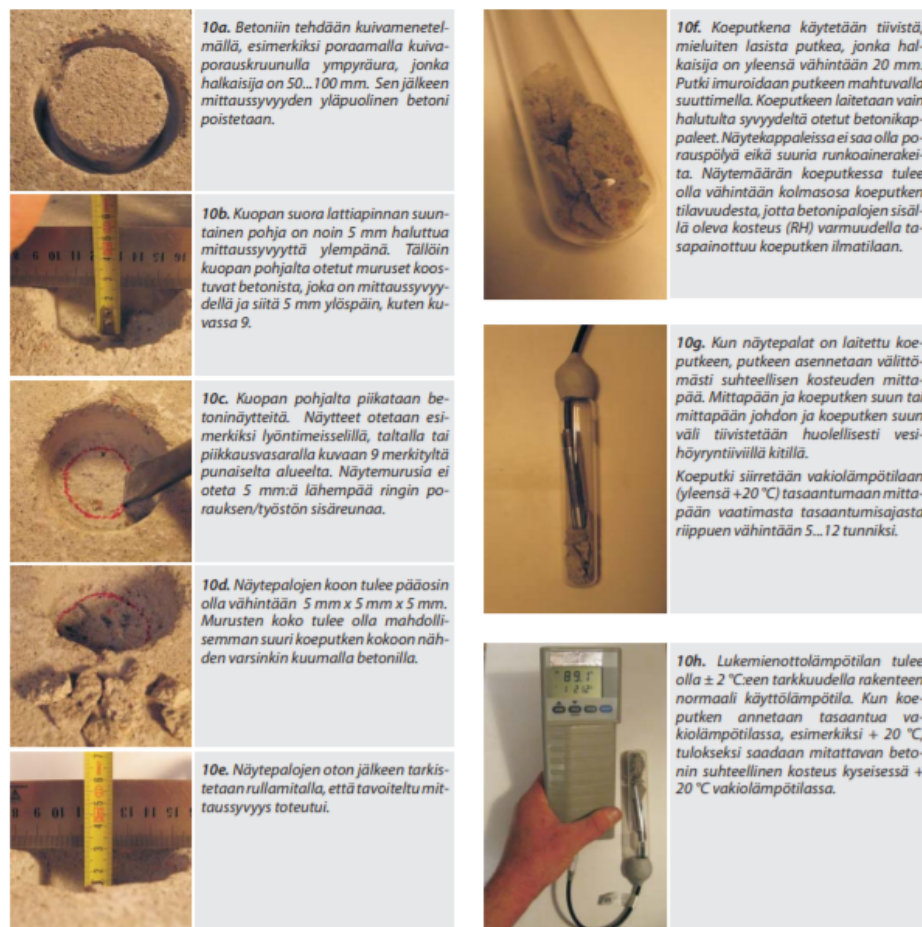 10a. Betoniin tehdään kuivamenetel-
mällä, esimerkiksi poraamalla kuiva-
porauskruunulla ympyräura, jonka
halkaisija on 50...100 mm. Sen jälkeen
mittaussyvyyden yläpuolinen betoni
poistetaan.
10b. Kuopan suora lattiapinnan suun-
tainen pohja on noin 5 mm haluttua
mittaussyvyyttä ylempänä. Tällöin
kuopan pohjalta otetut muruset koos-
tuvat betonista, joka on mittaussyvyy-
dellä ja siitä 5 mm ylöspäin, kuten ku-
vassa 9.
10c. Kuopan pohjalta piikataan be-
toninäytteitä. Näytteet otetaan esi-
merkiksi lyöntimeisselillä, taltalla tai
piikkausvasaralla kuvaan 9 merkityltä
punaiselta alueelta. Näytemurusia ei
oteta 5 mm:ä lähempää ringin po-
rauksen/työstön sisäreunaa.
10d. Näytepalojen koon tulee pääosin
olla vähintään 5 mm x 5 mm x 5 mm.
Murusten koko tulee olla mahdolli-
semman suuri koeputken kokoon näh-
den varsinkin kuumalla betonilla.
10e. Näytepalojen oton jälkeen tarkis-
tetaan rullamitalla, että tavoiteltu mit-
taussyvyys toteutui.
10f. Koeputkena käytetään tiivistä,
mieluiten lasista putkea, jonka hal-
kaisija on yleensä vähintään 20 mm.
Putki imuroidaan putkeen mahtuvalla
suuttimella. Koeputkeen laitetaan vain
halutulta syvyydeltä otetut betonikap-
paleet. Näytekappaleissa ei saa olla po-
rauspölyä eikä suuria runkoainerakei-
ta. Näytemäärän koeputkessa tulee
olla vähintään kolmasosa koeputken
tilavuudesta, jotta betonipalojen sisäl-
lä oleva kosteus (RH) varmuudella ta-
sapainottuu koeputken ilmatilaan.
10g. Kun näytepalat on laitettu koe-
putkeen, putkeen asennetaan välittö-
mästi suhteellisen kosteuden mitta-
pää. Mittapään ja koeputken suun tai
mittapään johdon ja koeputken suun
väli tiivistetään huolellisesti vesi-
höyryntiiviillä kitillä.
Koeputki siirretään vakiolämpötilaan
(yleensä +20 °C) tasaantumaan mitta-
pään vaatimasta tasaantumisajasta
riippuen vähintään 5...12 tunniksi.
10h. Lukemienottolämpötilan tulee
olla ± 2 °C:een tarkkuudella rakenteen
normaali käyttölämpötila. Kun koe-
putken annetaan tasaantua va-
kiolämpötilassa, esimerkiksi + 20 °C,
tulokseksi saadaan mitattavan beto-
nin suhteellinen kosteus kyseisessä +
20 °C vakiolämpötilassa.
89.1